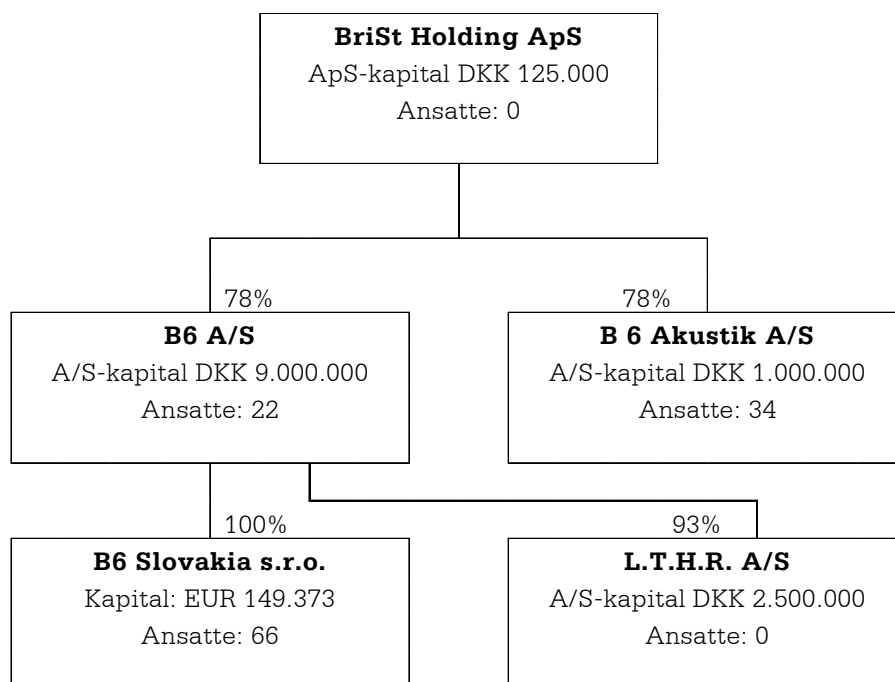 BriSt Holding ApS
ApS-kapital DKK 125.000
Ansatte: 0
78%
78%
B6 A/S
A/S-kapital DKK 9.000.000
Ansatte: 22
B 6 Akustik A/S
A/S-kapital DKK 1.000.000
Ansatte: 34
100%
93%
B6 Slovakia s.r.o.
Kapital: EUR 149.373
Ansatte: 66
L.T.H.R. A/S
A/S-kapital DKK 2.500.000
Ansatte: 0